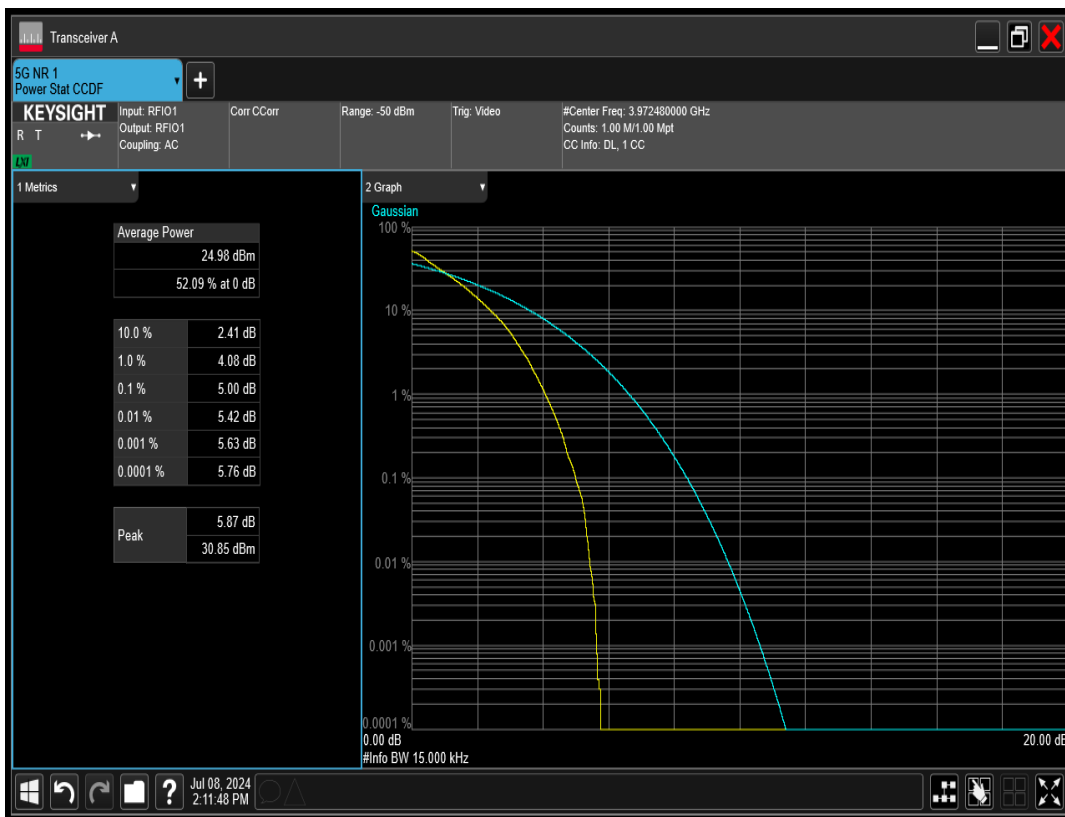 Transceiver A
5G NR 1
Power Stat CCDF
+
KEYSIGHT
R T
LXI
Input: RFIO1
Output: RFIO1
Coupling: AC
Corr CCorr
Range: -50 dBm
Trig: Video
#Center Freq: 3.972480000 GHz
Counts: 1.00 M/1.00 Mpt
CC Info: DL, 1 CC
1 Metrics
Average Power
24.98 dBm
52.09 % at 0 dB
10.0 % 2.41 dB
1.0 % 4.08 dB
0.1 % 5.00 dB
0.01 % 5.42 dB
0.001 % 5.63 dB
0.0001 % 5.76 dB
Peak 5.87 dB
30.85 dBm
2 Graph
Gaussian
100 %
10 %
1 %
0.1 %
0.01 %
0.001 %
0.0001 %
0.00 dB 20.00 dB
#Info BW 15.000 kHz
?
Jul 08, 2024
2:11:48 PM